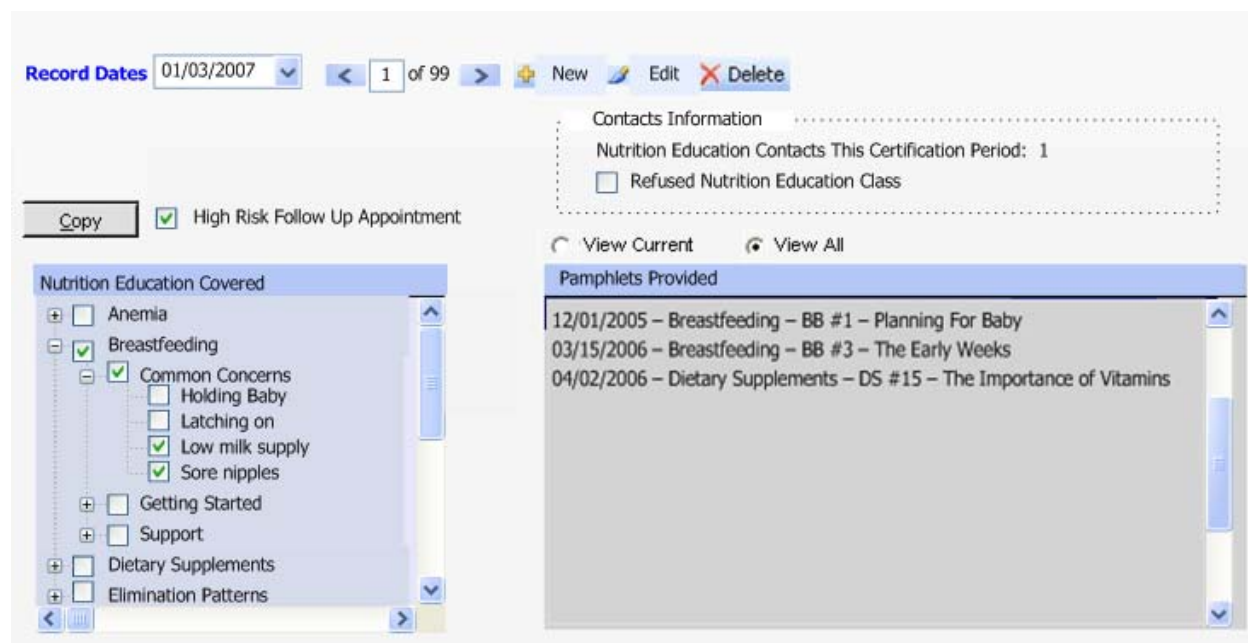 Record Dates 01/03/2007 < 1 of 99 > New Edit Delete
Contacts Information
Nutrition Education Contacts This Certification Period: 1
Refused Nutrition Education Class
Copy High Risk Follow Up Appointment
View Current View All
Nutrition Education Covered
Anemia
Breastfeeding
Common Concerns
Holding Baby
Latching on
Low milk supply
Sore nipples
Getting Started
Support
Dietary Supplements
Elimination Patterns
Pamphlets Provided
12/01/2005 – Breastfeeding – BB #1 – Planning For Baby
03/15/2006 – Breastfeeding – BB #3 – The Early Weeks
04/02/2006 – Dietary Supplements – DS #15 – The Importance of Vitamins